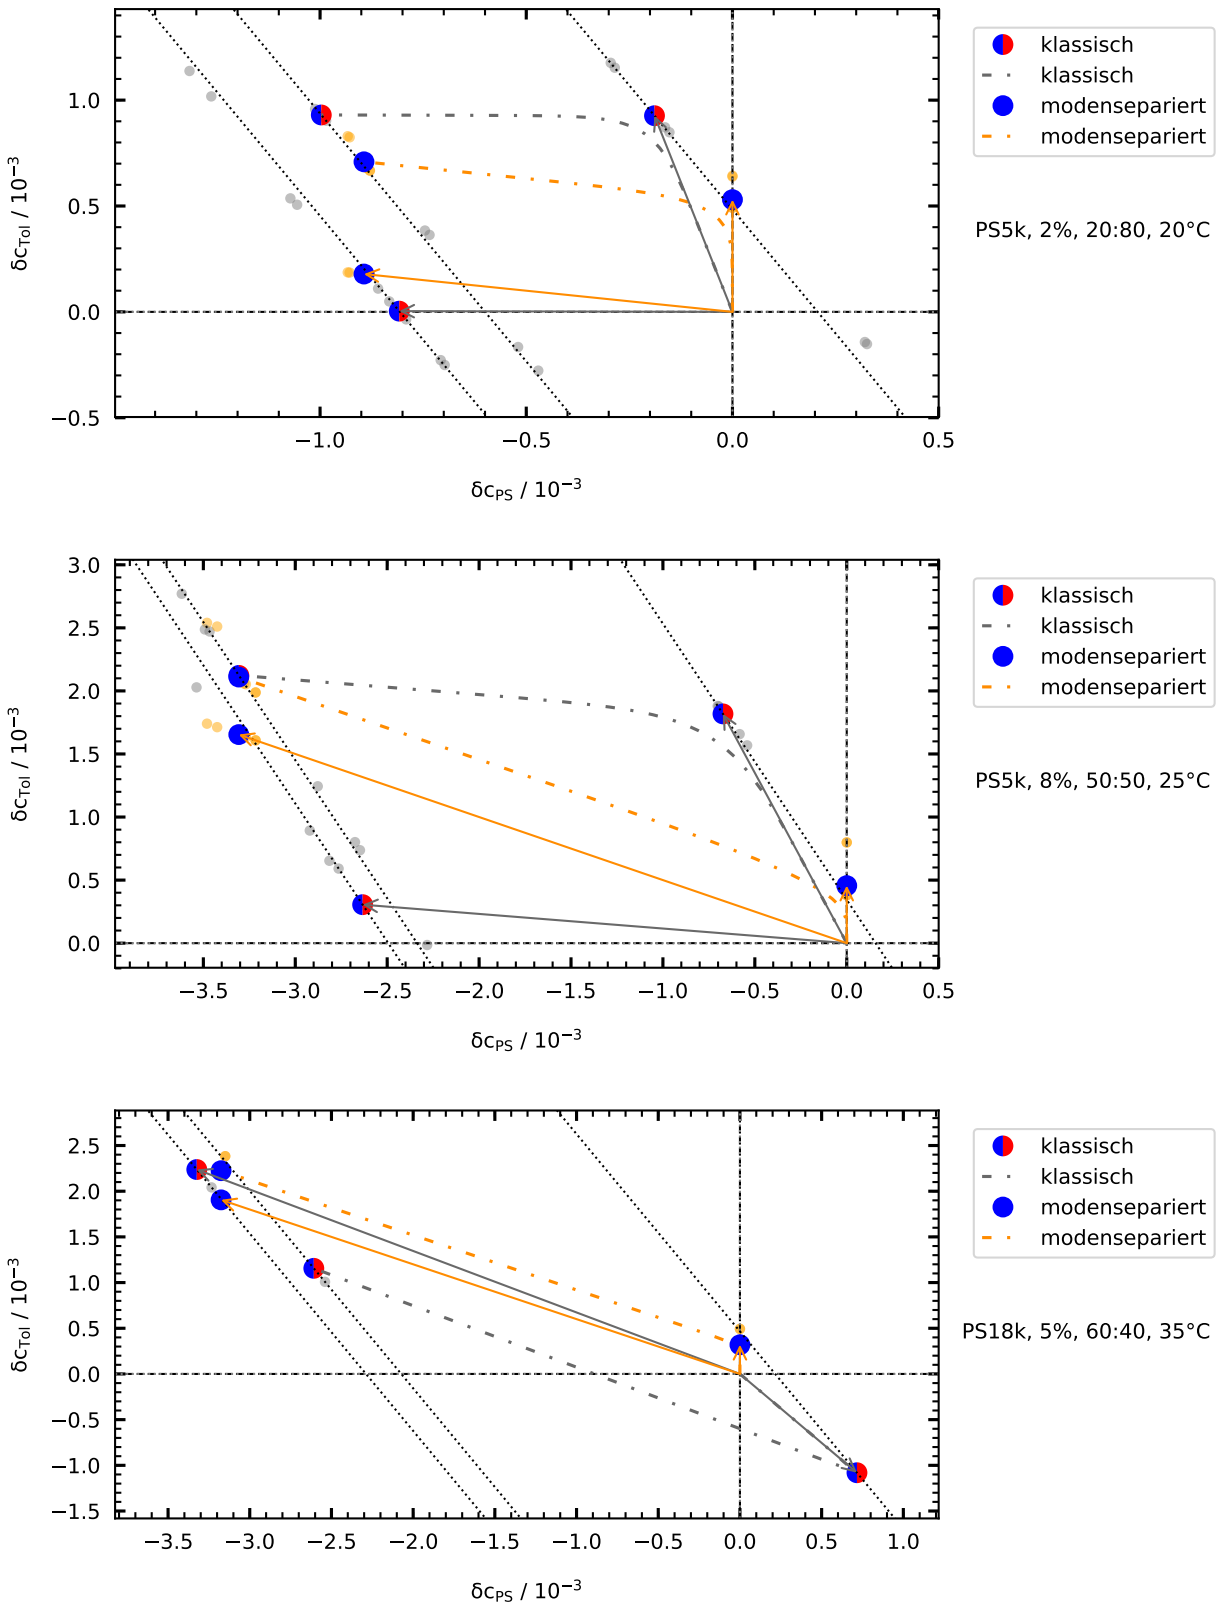 δc_Tol / 10⁻³
1.0
0.5
0.0
−0.5
−1.0
−0.5
0.0
0.5
δc_PS / 10⁻³
klassisch
klassisch
modensepariert
modensepariert
PS5k, 2%, 20:80, 20°C
δc_Tol / 10⁻³
3.0
2.5
2.0
1.5
1.0
0.5
0.0
−3.5
−3.0
−2.5
−2.0
−1.5
−1.0
−0.5
0.0
0.5
δc_PS / 10⁻³
klassisch
klassisch
modensepariert
modensepariert
PS5k, 8%, 50:50, 25°C
δc_Tol / 10⁻³
2.5
2.0
1.5
1.0
0.5
0.0
−0.5
−1.0
−1.5
−3.5
−3.0
−2.5
−2.0
−1.5
−1.0
−0.5
0.0
0.5
1.0
δc_PS / 10⁻³
klassisch
klassisch
modensepariert
modensepariert
PS18k, 5%, 60:40, 35°C